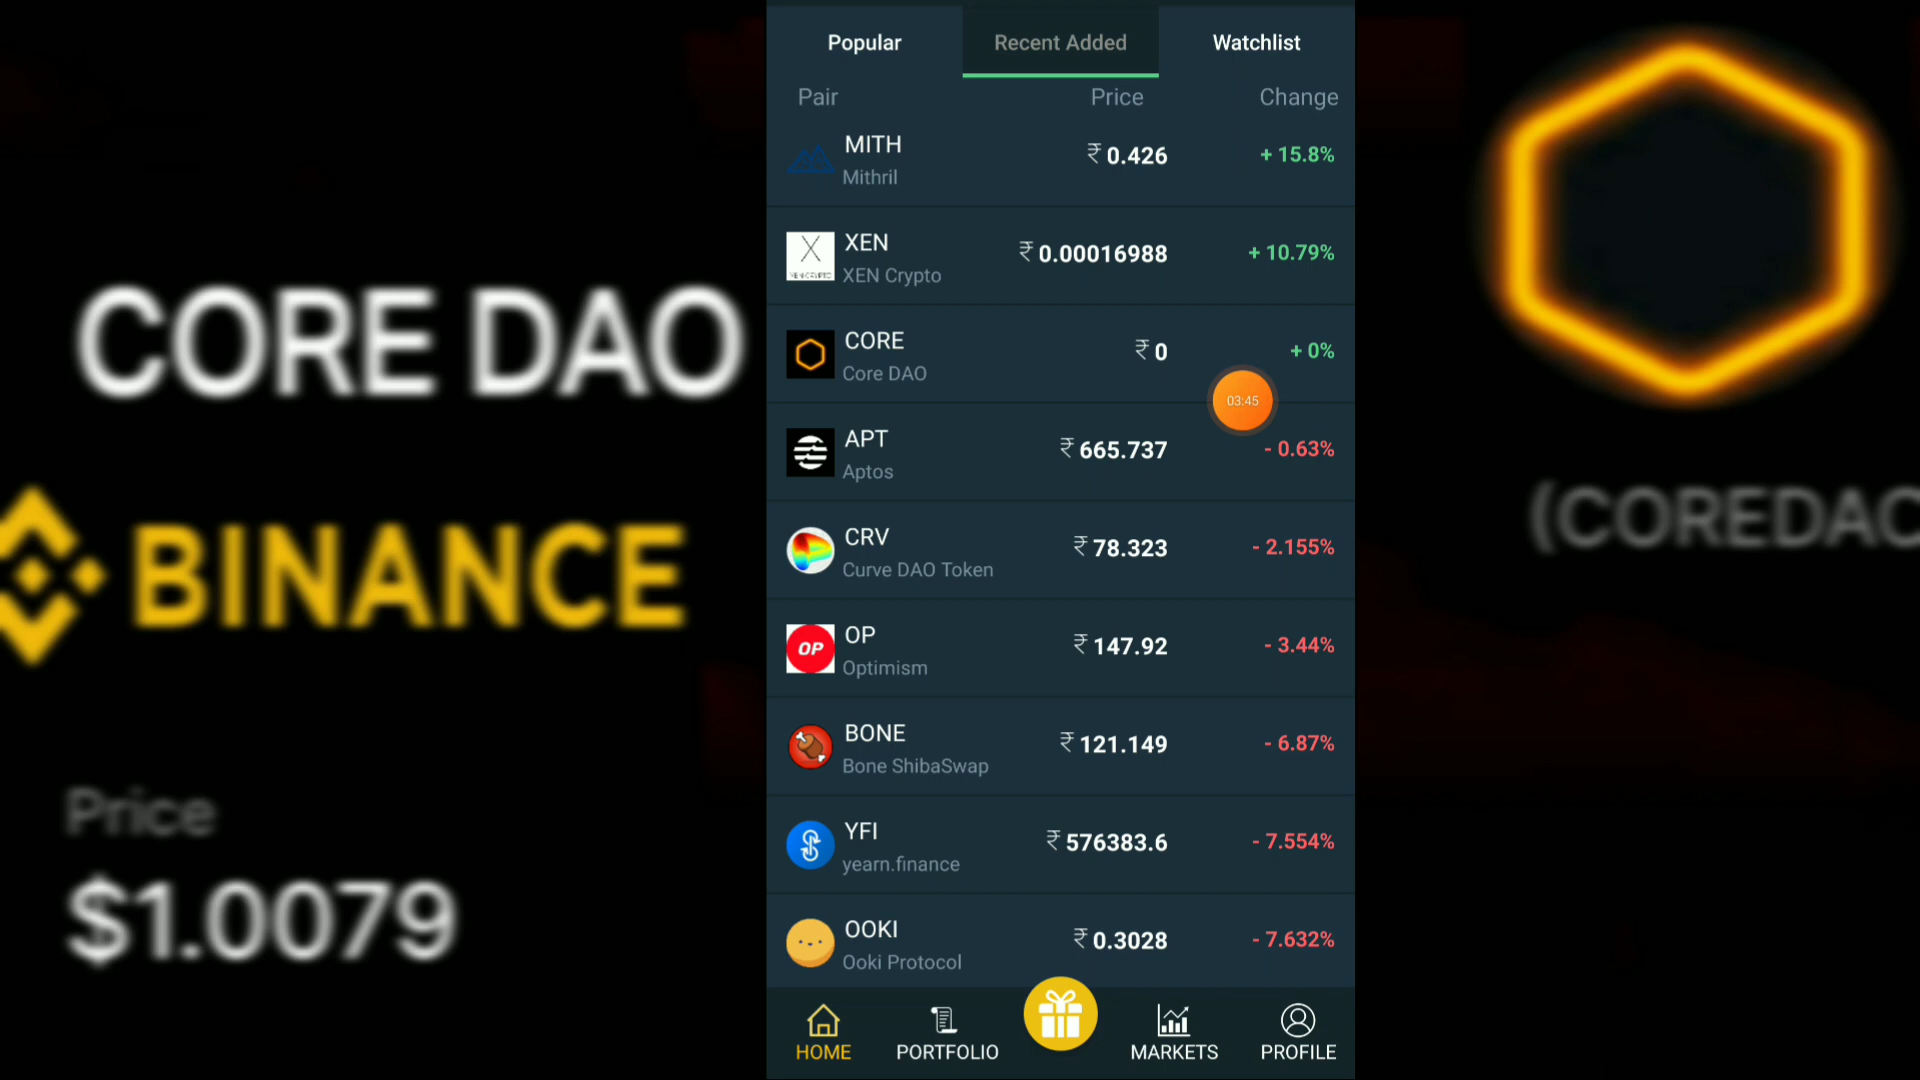 CORE DAO
BINANCE
Price
$1.0079
Popular
Recent Added
Watchlist
Pair
Price
Change
MITH
Mithril
₹ 0.426
+ 15.8%
XEN
XEN Crypto
₹ 0.00016988
+ 10.79%
CORE
Core DAO
₹ 0
+ 0%
03:45
APT
Aptos
₹ 665.737
- 0.63%
CRV
Curve DAO Token
₹ 78.323
- 2.155%
OP
OP
Optimism
₹ 147.92
- 3.44%
BONE
Bone ShibaSwap
₹ 121.149
- 6.87%
YFI
yearn.finance
₹ 576383.6
- 7.554%
OOKI
Ooki Protocol
₹ 0.3028
- 7.632%
HOME
PORTFOLIO
MARKETS
PROFILE
(COREDAO